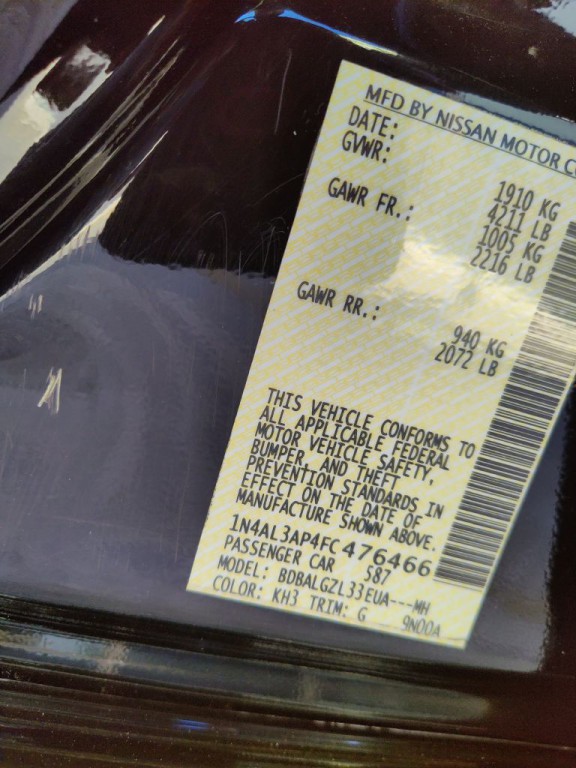 MFD BY NISSAN MOTOR
DATE:
GVWR: 1910 KG
4211 LB
GAWR FR.: 1005 KG
2216 LB
GAWR RR.: 940 KG
2072 LB
THIS VEHICLE CONFORMS TO
ALL APPLICABLE FEDERAL
MOTOR VEHICLE SAFETY,
BUMPER, AND THEFT
PREVENTION STANDARDS IN
EFFECT ON THE DATE OF
MANUFACTURE SHOWN ABOVE.
1N4AL3AP4FC476466
PASSENGER CAR 587
MODEL: BDBALGZL33EUA---MH
COLOR: KH3 TRIM: G 9N00A